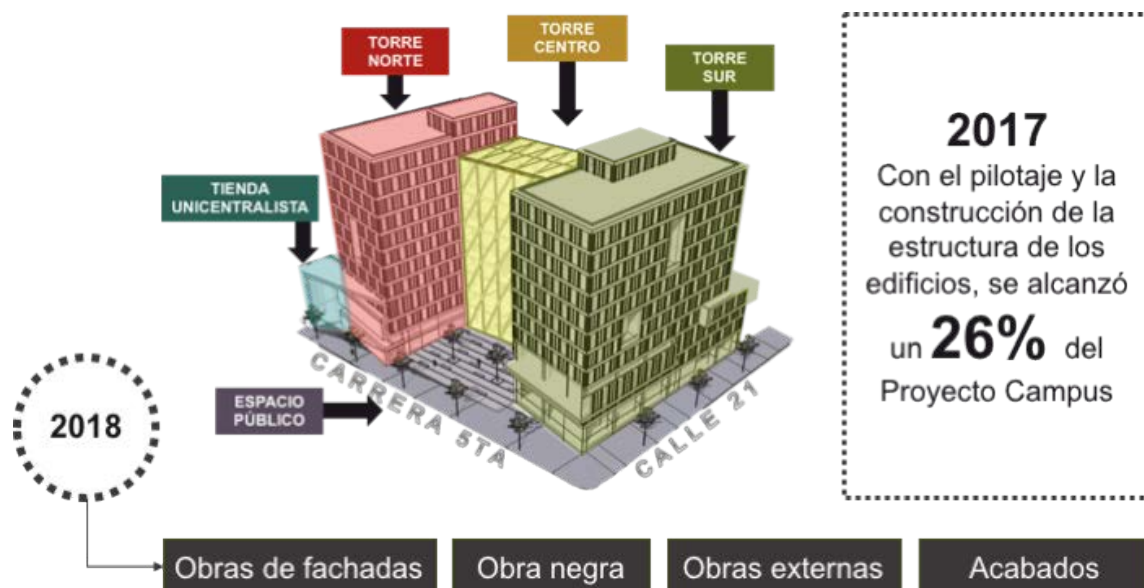 TORRE
NORTE
TORRE
CENTRO
TORRE
SUR
TIENDA
UNICENTRALISTA
ESPACIO
PÚBLICO
CARRERA 5TA
CALLE 21
2017
Con el pilotaje y la
construcción de la
estructura de los
edificios, se alcanzó
un 26% del
Proyecto Campus
2018
Obras de fachadas
Obra negra
Obras externas
Acabados